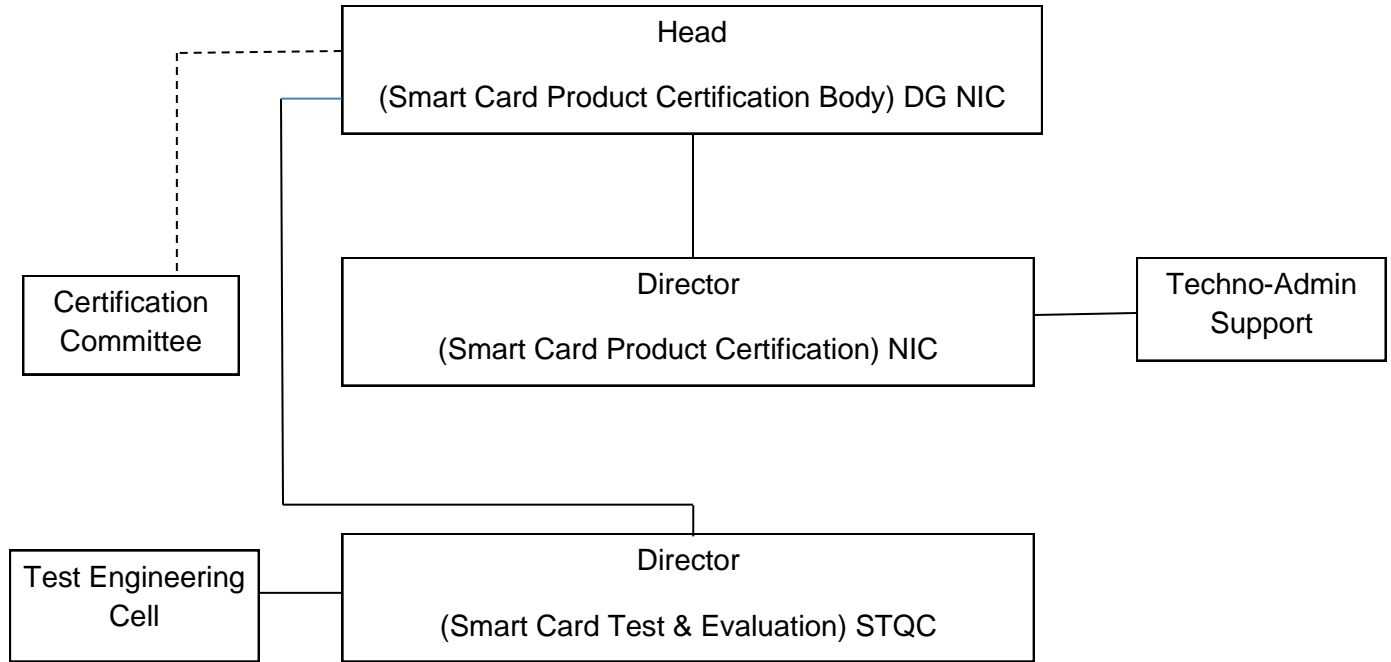 Head
(Smart Card Product Certification Body) DG NIC
Certification
Committee
Director
(Smart Card Product Certification) NIC
Techno-Admin
Support
Test Engineering
Cell
Director
(Smart Card Test & Evaluation) STQC